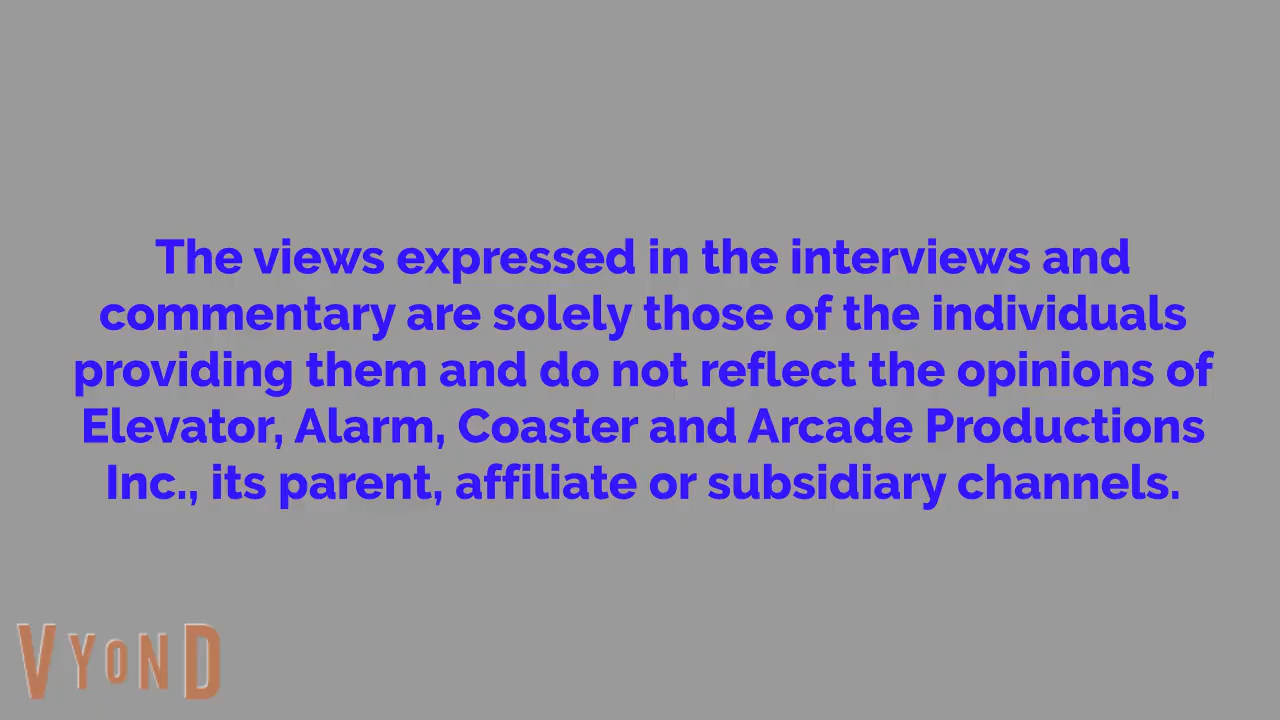 The views expressed in the interviews and
commentary are solely those of the individuals
providing them and do not reflect the opinions of
Elevator, Alarm, Coaster and Arcade Productions
Inc., its parent, affiliate or subsidiary channels.
VYOND